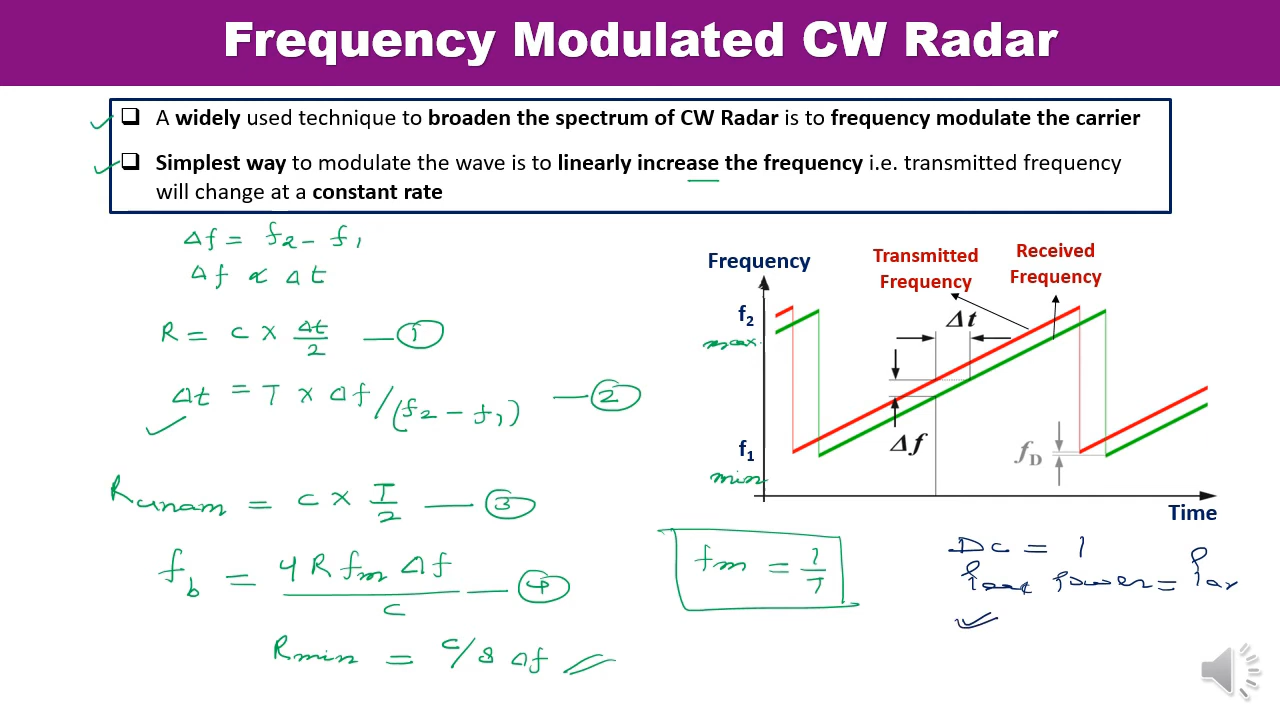 Frequency Modulated CW Radar
❑ A widely used technique to broaden the spectrum of CW Radar is to frequency modulate the carrier
❑ Simplest way to modulate the wave is to linearly increase the frequency i.e. transmitted frequency
will change at a constant rate
Δf = f2 - f1
Δf ∝ Δt
R = c × Δt/2 — 1
Δt = T × Δf/(f2 - f1) — 2
Runam = c × T/2 — 3
fb = 4 R fm Δf / c — 4
Rmin = c/8 Δf
Frequency
Transmitted
Frequency
Received
Frequency
f2
max
Δt
f1
min
Δf
fD
Time
fm = 1/T
DC = 1
power = Pav